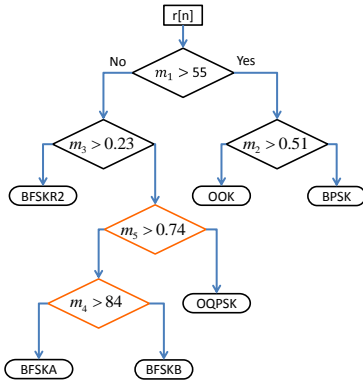 r[n]
No
Yes
m₁ > 55
m₃ > 0.23
m₂ > 0.51
BFSKR2
OOK
BPSK
m₅ > 0.74
m₄ > 84
OQPSK
BFSKA
BFSKB